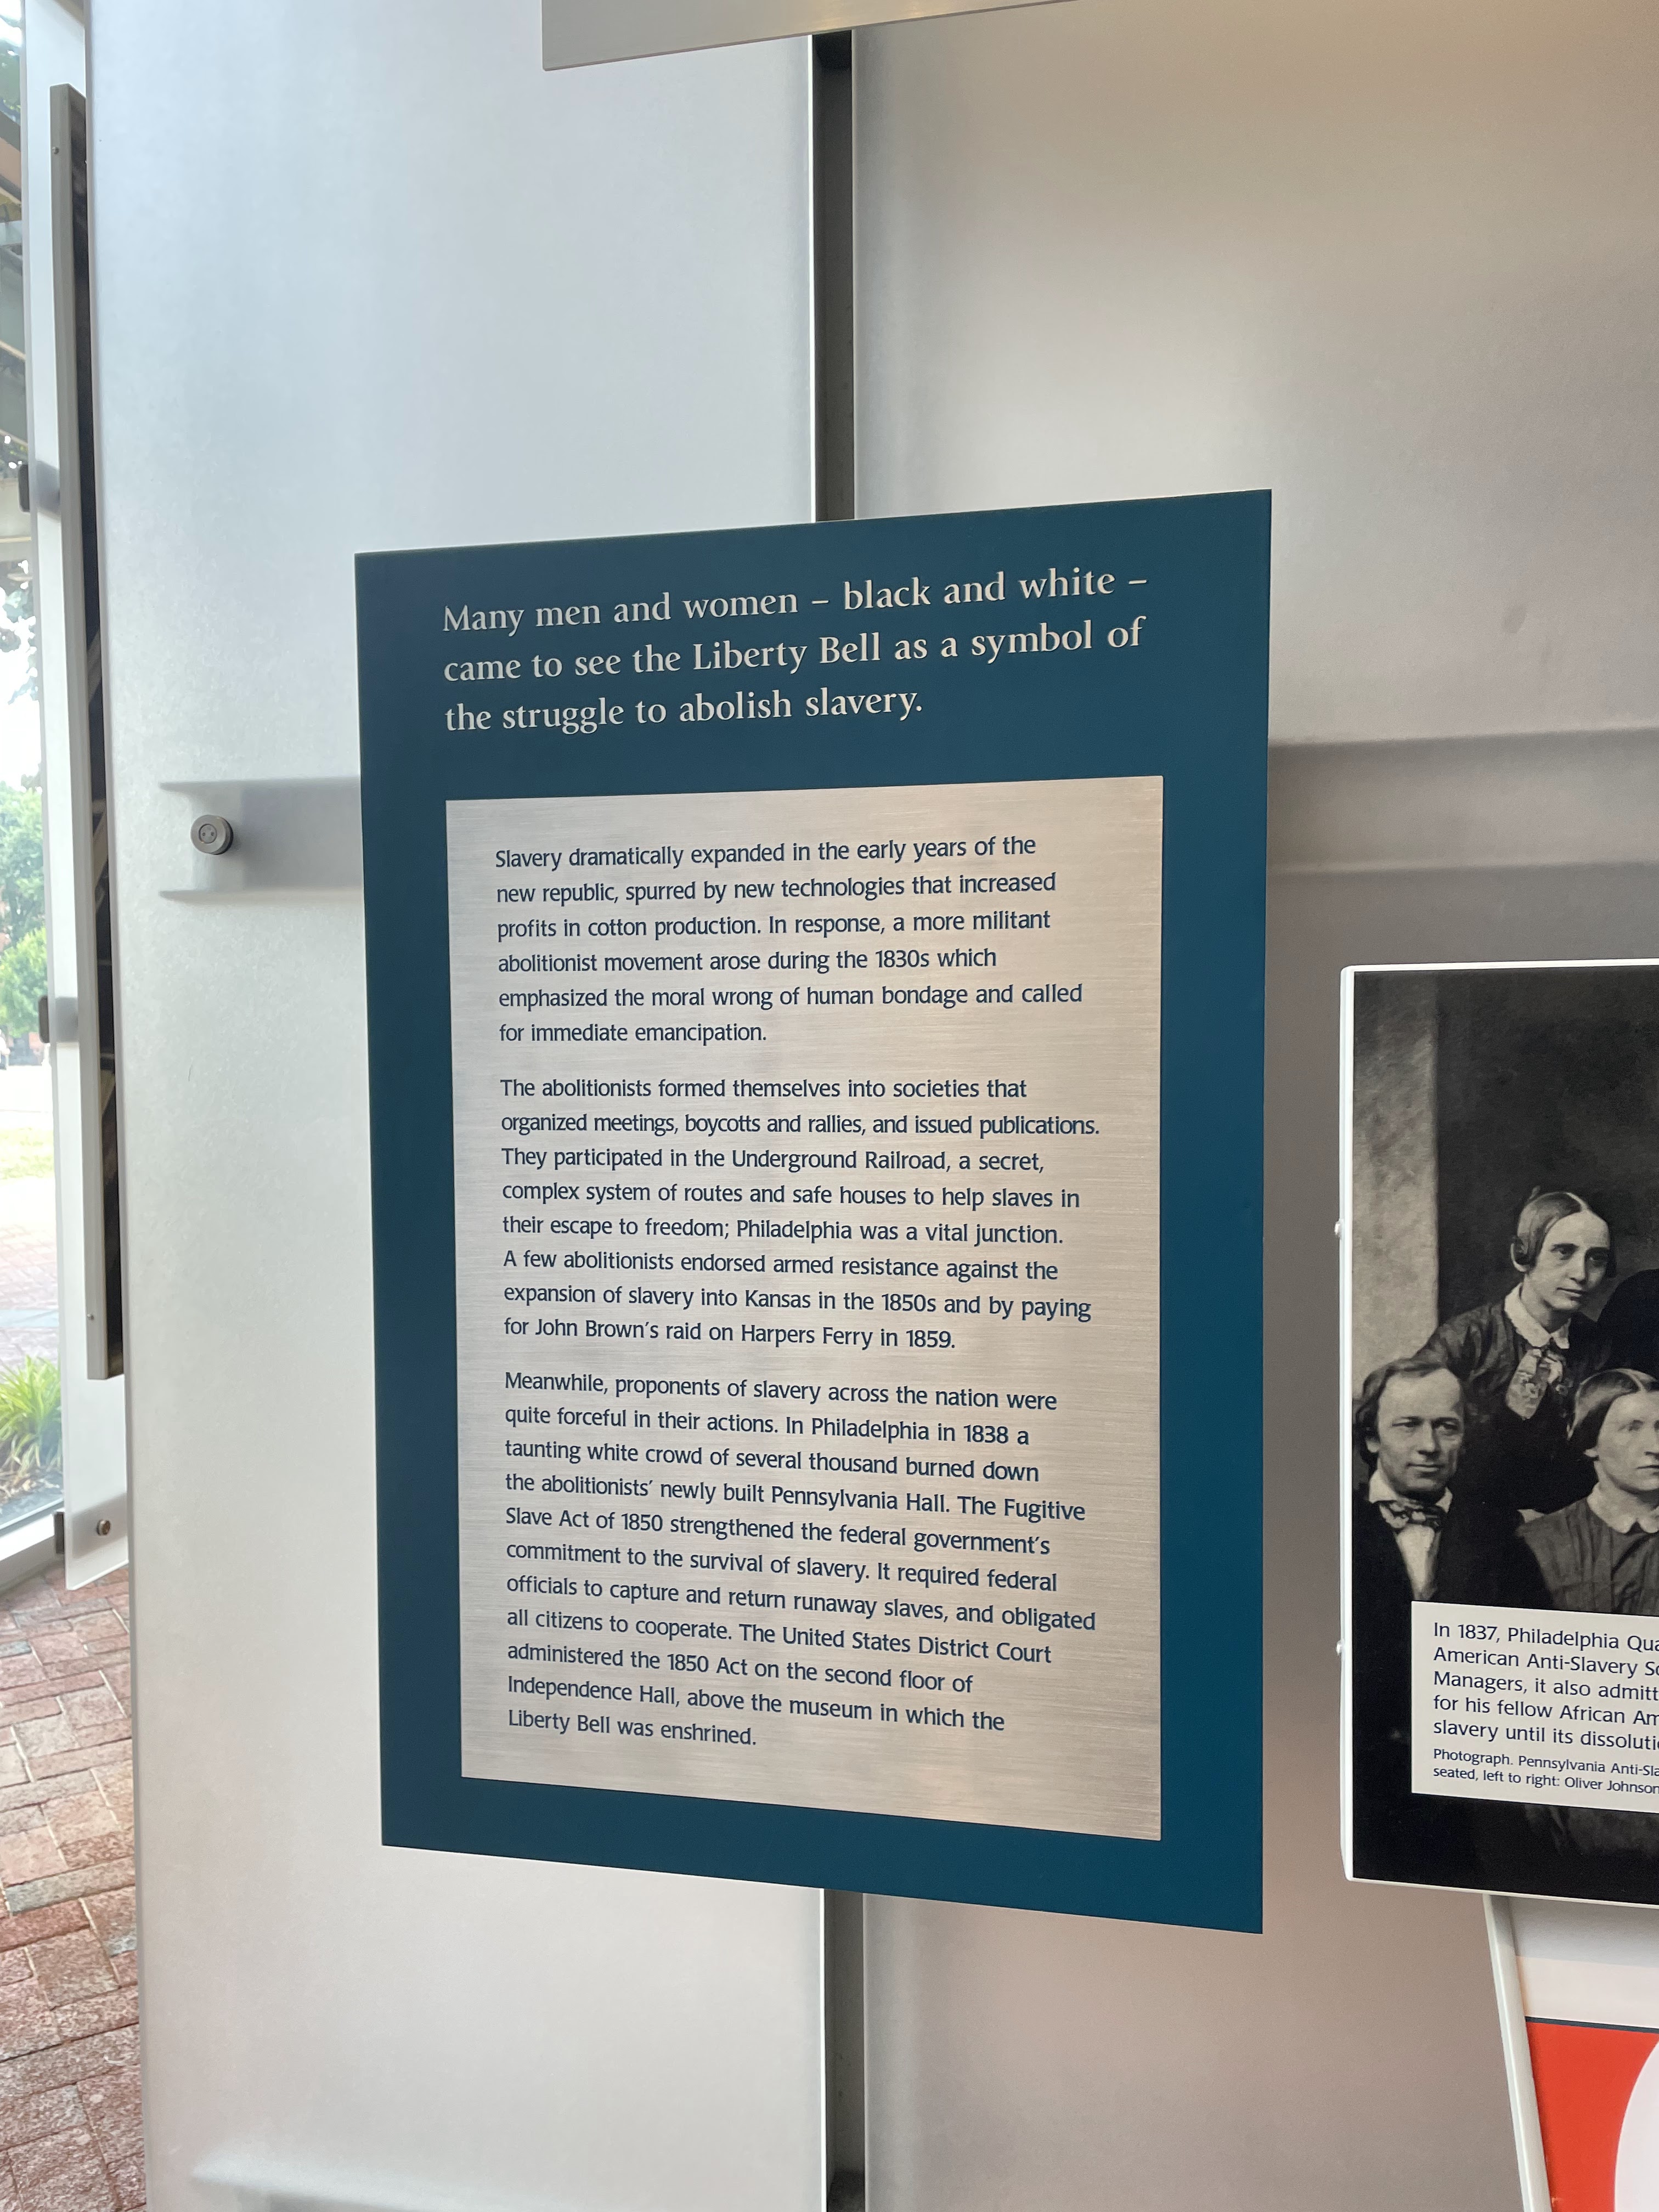 Many men and women – black and white –
came to see the Liberty Bell as a symbol of
the struggle to abolish slavery.
Slavery dramatically expanded in the early years of the
new republic, spurred by new technologies that increased
profits in cotton production. In response, a more militant
abolitionist movement arose during the 1830s which
emphasized the moral wrong of human bondage and called
for immediate emancipation.
The abolitionists formed themselves into societies that
organized meetings, boycotts and rallies, and issued publications.
They participated in the Underground Railroad, a secret,
complex system of routes and safe houses to help slaves in
their escape to freedom; Philadelphia was a vital junction.
A few abolitionists endorsed armed resistance against the
expansion of slavery into Kansas in the 1850s and by paying
for John Brown's raid on Harpers Ferry in 1859.
Meanwhile, proponents of slavery across the nation were
quite forceful in their actions. In Philadelphia in 1838 a
taunting white crowd of several thousand burned down
the abolitionists' newly built Pennsylvania Hall. The Fugitive
Slave Act of 1850 strengthened the federal government's
commitment to the survival of slavery. It required federal
officials to capture and return runaway slaves, and obligated
all citizens to cooperate. The United States District Court
administered the 1850 Act on the second floor of
Independence Hall, above the museum in which the
Liberty Bell was enshrined.
In 1837, Philadelphia
American Anti-Slavery
Managers, it also
for his fellow African
slavery until its
Photograph. Pennsylvania
seated, left to right: Oliver